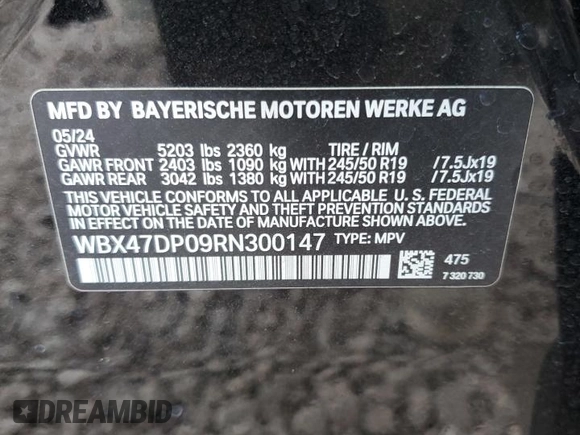 MFD BY BAYERISCHE MOTOREN WERKE AG
05/24
GVWR 5203 lbs 2360 kg TIRE / RIM
GAWR FRONT 2403 lbs 1090 kg WITH 245/50 R19 /7.5Jx19
GAWR REAR 3042 lbs 1380 kg WITH 245/50 R19 /7.5Jx19
THIS VEHICLE CONFORMS TO ALL APPLICABLE U. S. FEDERAL
MOTOR VEHICLE SAFETY AND THEFT PREVENTION STANDARDS
IN EFFECT ON THE DATE OF MANUFACTURE SHOWN ABOVE.
WBX47DP09RN300147 TYPE: MPV
475
7 320 730
DREAMBID